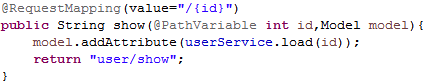 @RequestMapping(value="/{id}")
public String show(@PathVariable int id,Model model){
model.addAttribute(userService.load(id));
return "user/show";
}